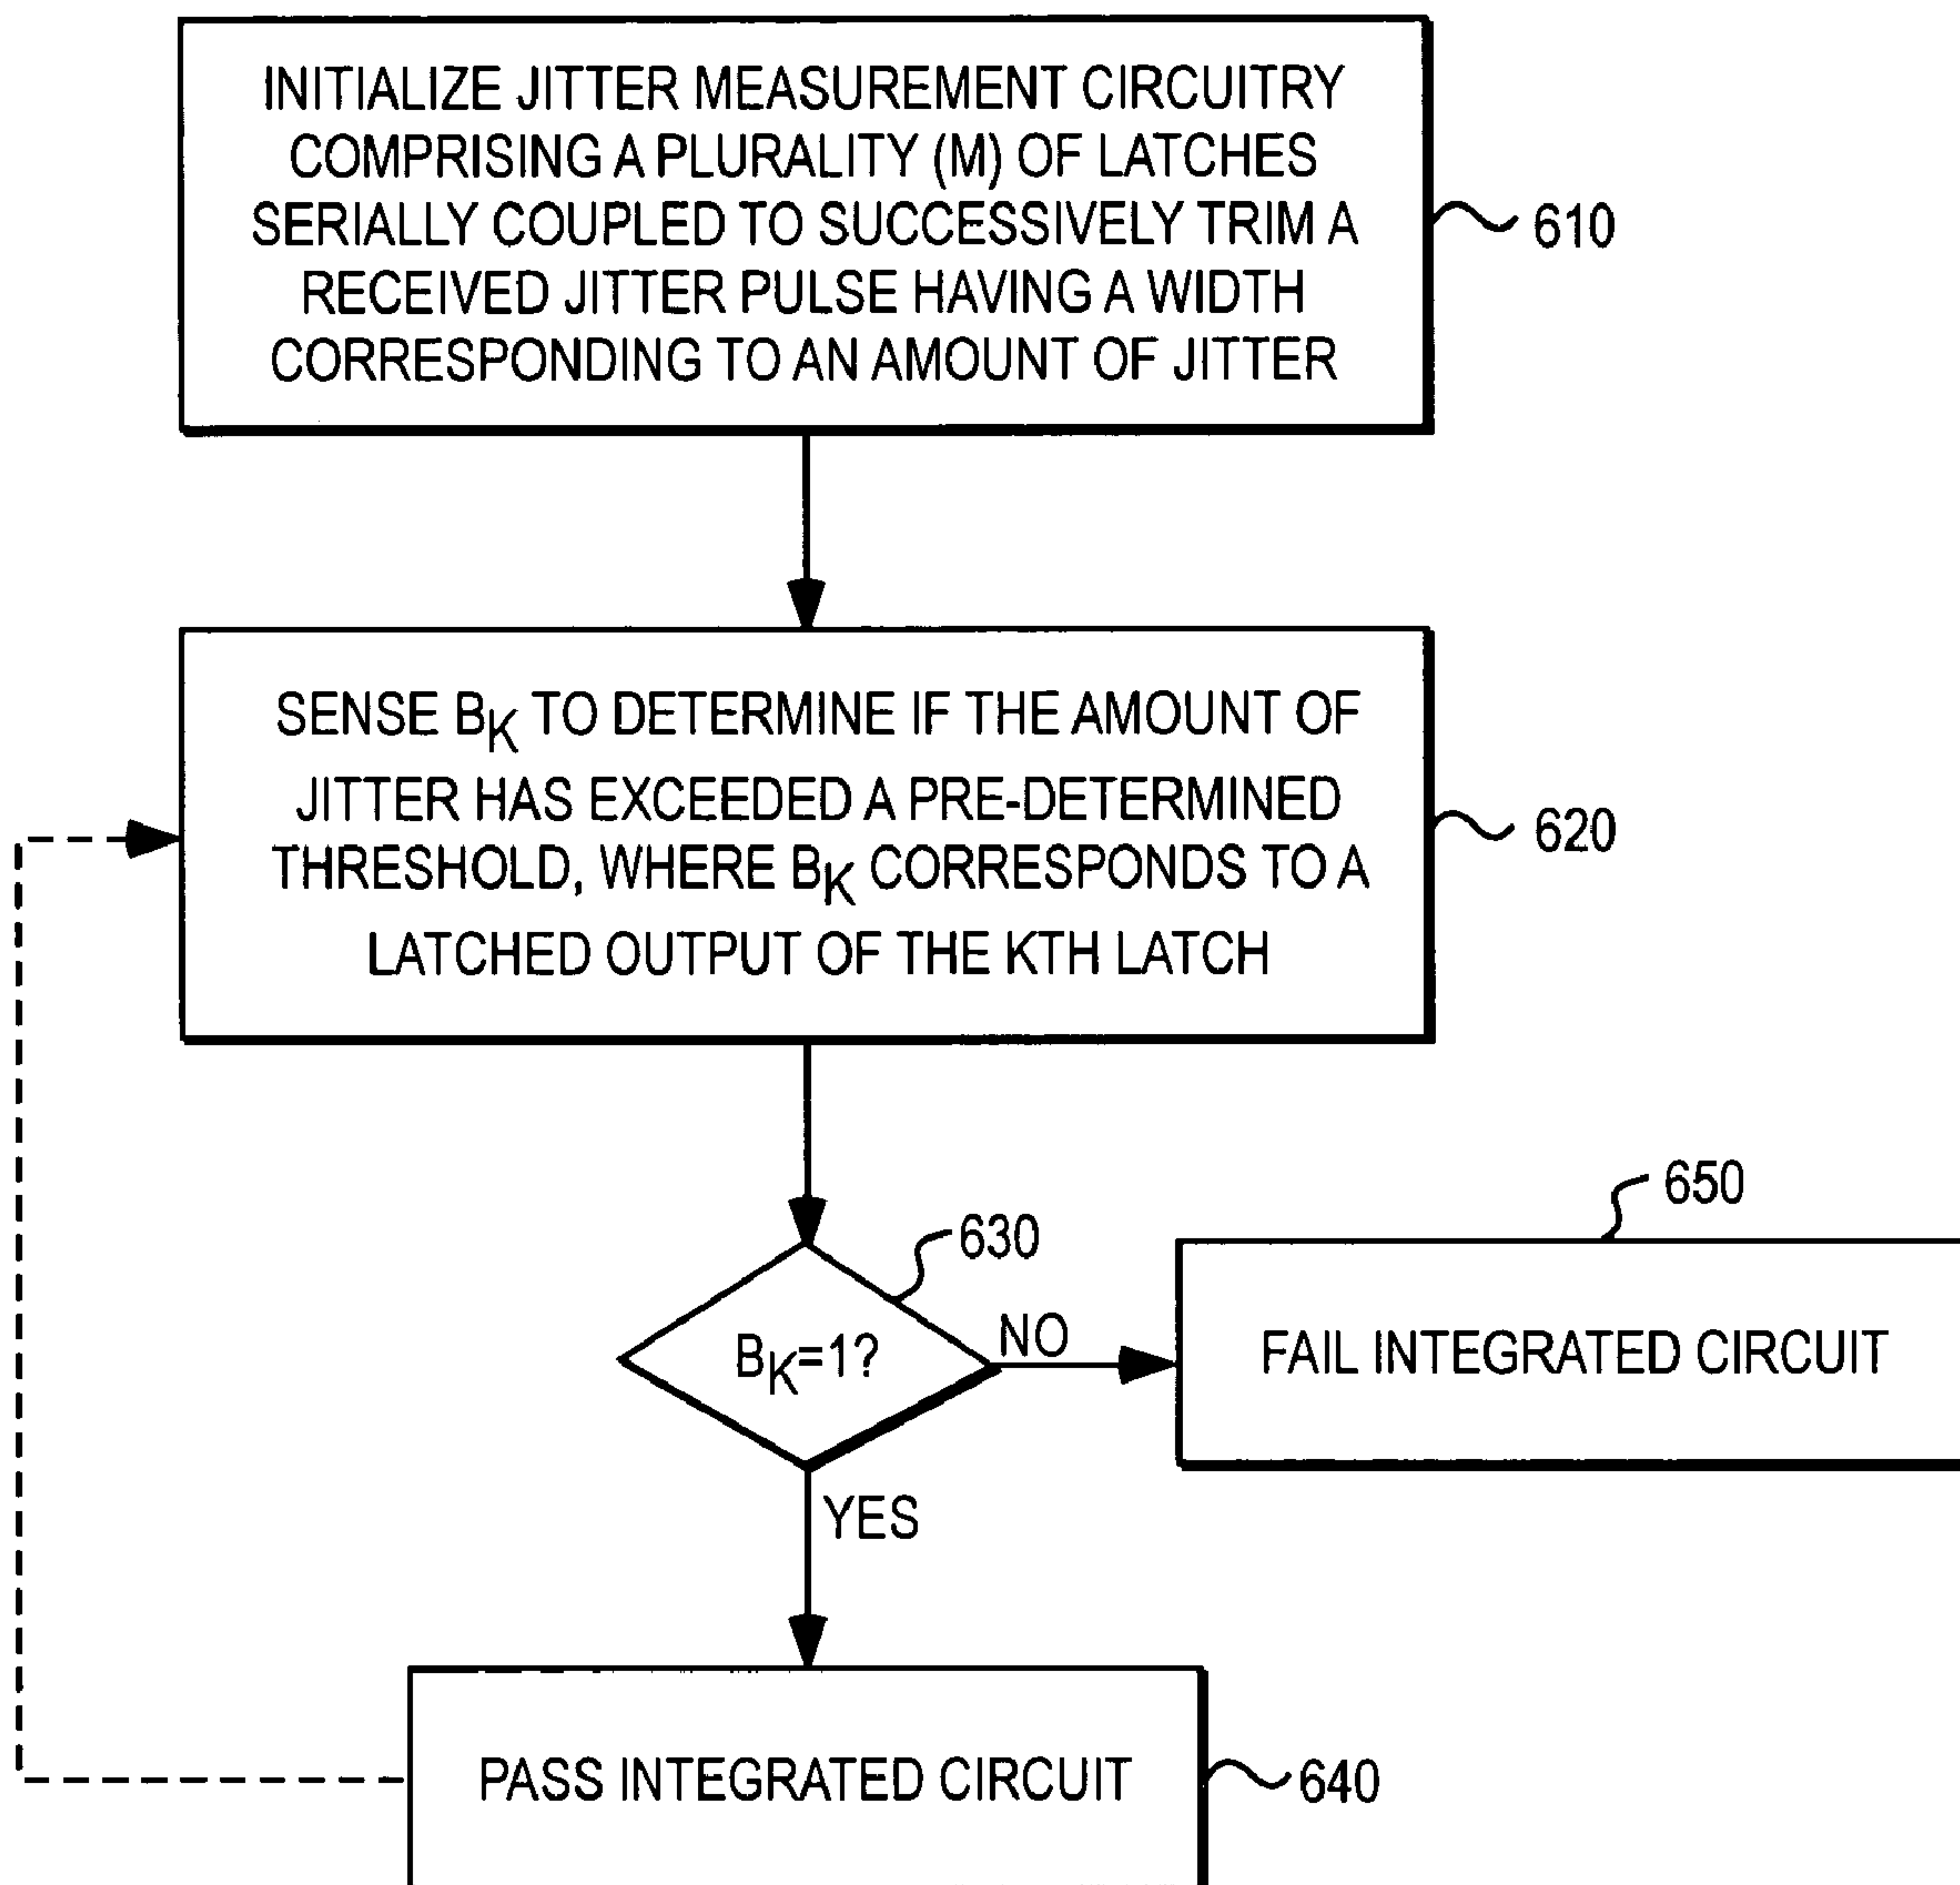 INITIALIZE JITTER MEASUREMENT CIRCUITRY
COMPRISING A PLURALITY (M) OF LATCHES
SERIALLY COUPLED TO SUCCESSIVELY TRIM A
RECEIVED JITTER PULSE HAVING A WIDTH
CORRESPONDING TO AN AMOUNT OF JITTER
610
SENSE BK TO DETERMINE IF THE AMOUNT OF
JITTER HAS EXCEEDED A PRE-DETERMINED
THRESHOLD, WHERE BK CORRESPONDS TO A
LATCHED OUTPUT OF THE KTH LATCH
620
630
BK=1?
NO
650
FAIL INTEGRATED CIRCUIT
YES
PASS INTEGRATED CIRCUIT
640